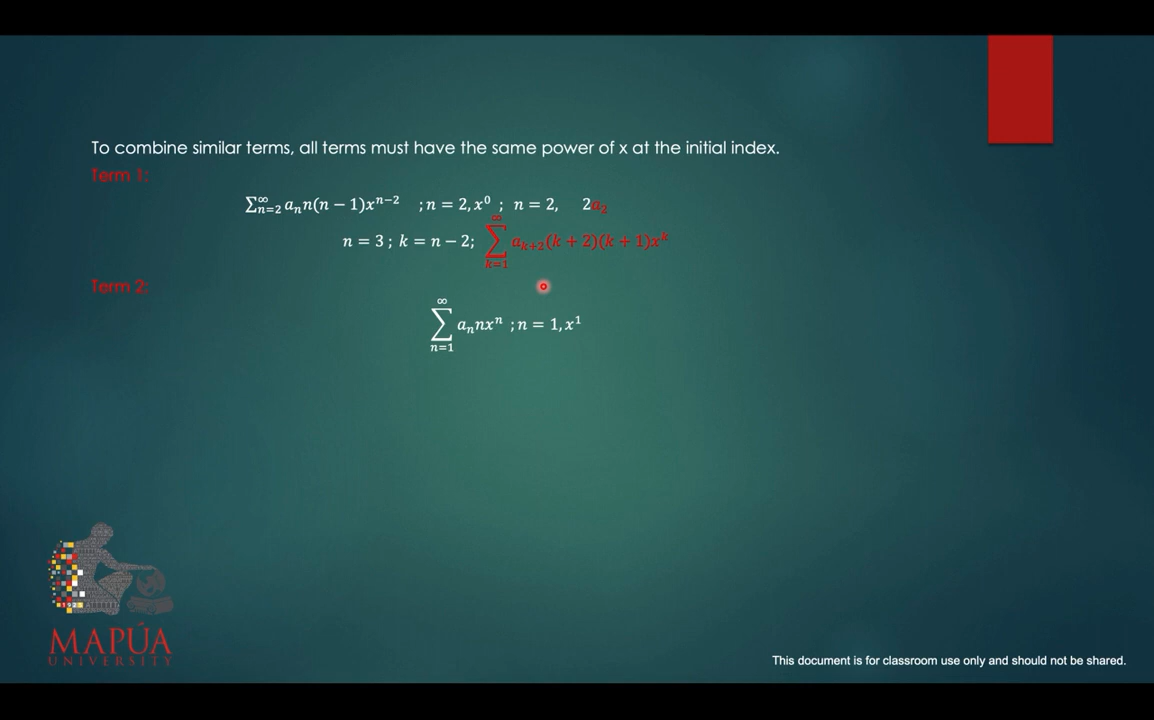 To combine similar terms, all terms must have the same power of x at the initial index.
Term 1:
∑_{n=2}^{∞} a_n n(n − 1)x^{n−2} ; n = 2, x^0 ; n = 2, 2a_2
n = 3 ; k = n − 2; ∑_{k=1}^{∞} a_{k+2}(k + 2)(k + 1)x^k
Term 2:
∑_{n=1}^{∞} a_n nx^n ; n = 1, x^1
1925
MAPÚA
UNIVERSITY
This document is for classroom use only and should not be shared.